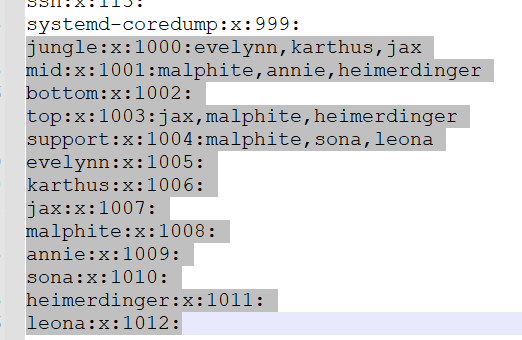 ssh:x:113:
systemd-coredump:x:999:
jungle:x:1000:evelynn,karthus,jax
mid:x:1001:malphite,annie,heimerdinger
bottom:x:1002:
top:x:1003:jax,malphite,heimerdinger
support:x:1004:malphite,sona,leona
evelynn:x:1005:
karthus:x:1006:
jax:x:1007:
malphite:x:1008:
annie:x:1009:
sona:x:1010:
heimerdinger:x:1011:
leona:x:1012: